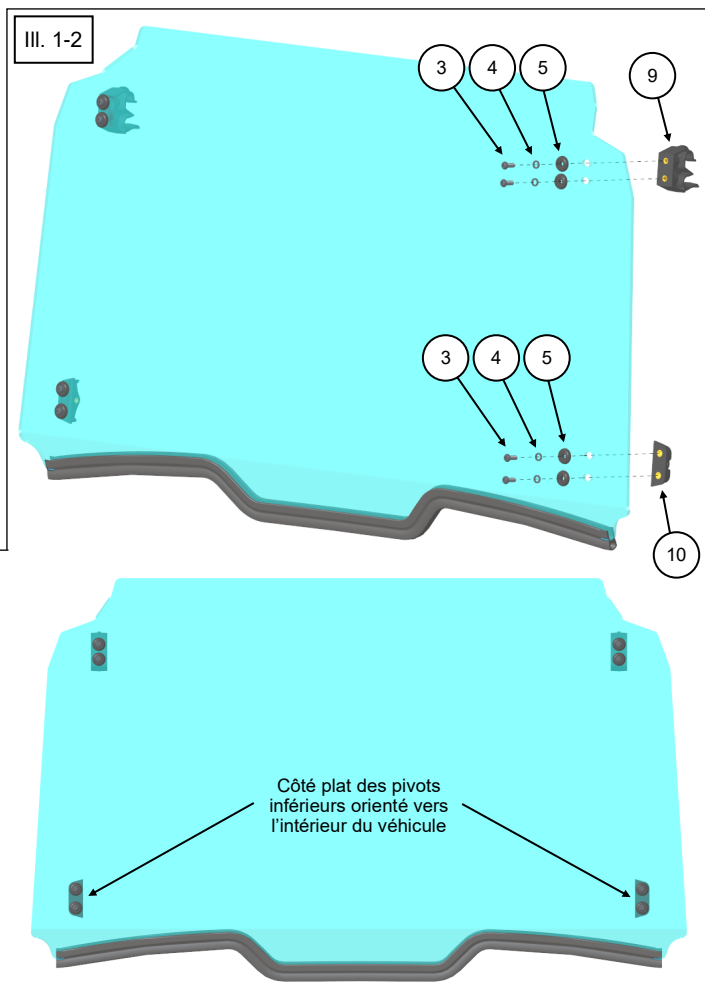 Ill. 1-2
3
4
5
9
3
4
5
10
Côté plat des pivots
inférieurs orienté vers
l’intérieur du véhicule